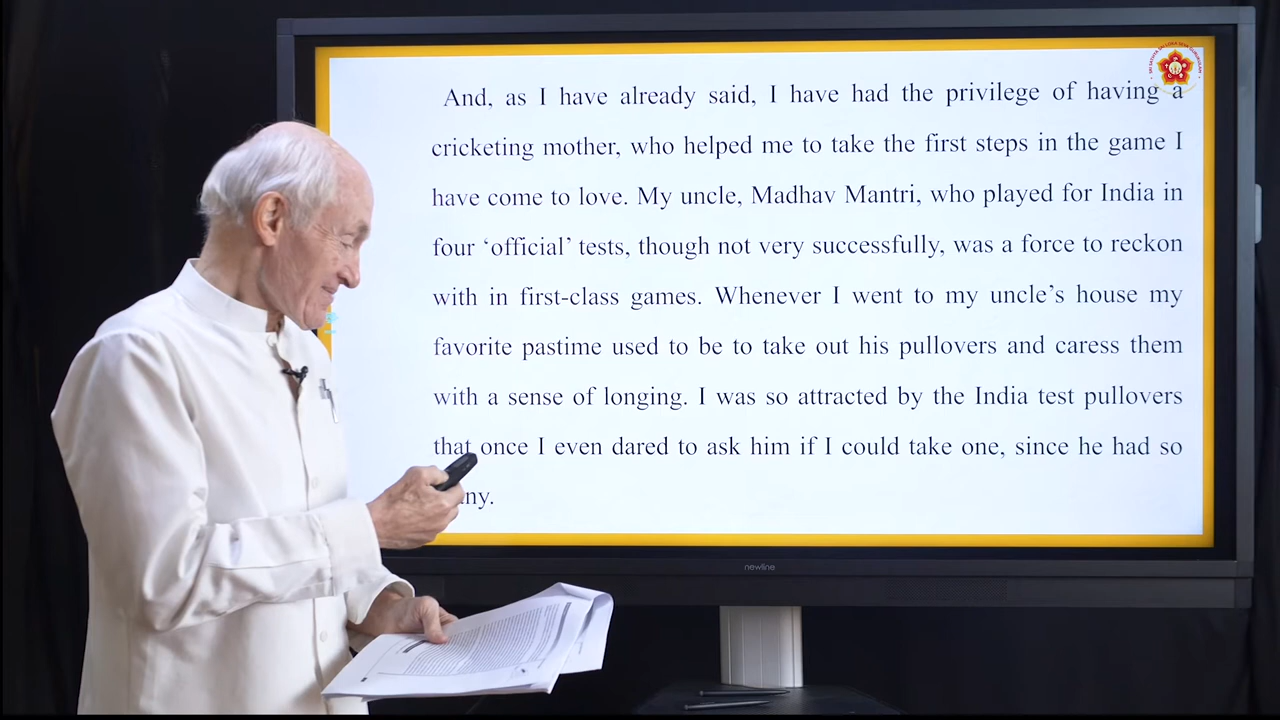 And, as I have already said, I have had the privilege of having a
cricketing mother, who helped me to take the first steps in the game I
have come to love. My uncle, Madhav Mantri, who played for India in
four ‘official’ tests, though not very successfully, was a force to reckon
with in first-class games. Whenever I went to my uncle’s house my
favorite pastime used to be to take out his pullovers and caress them
with a sense of longing. I was so attracted by the India test pullovers
that once I even dared to ask him if I could take one, since he had so
ny.
newline